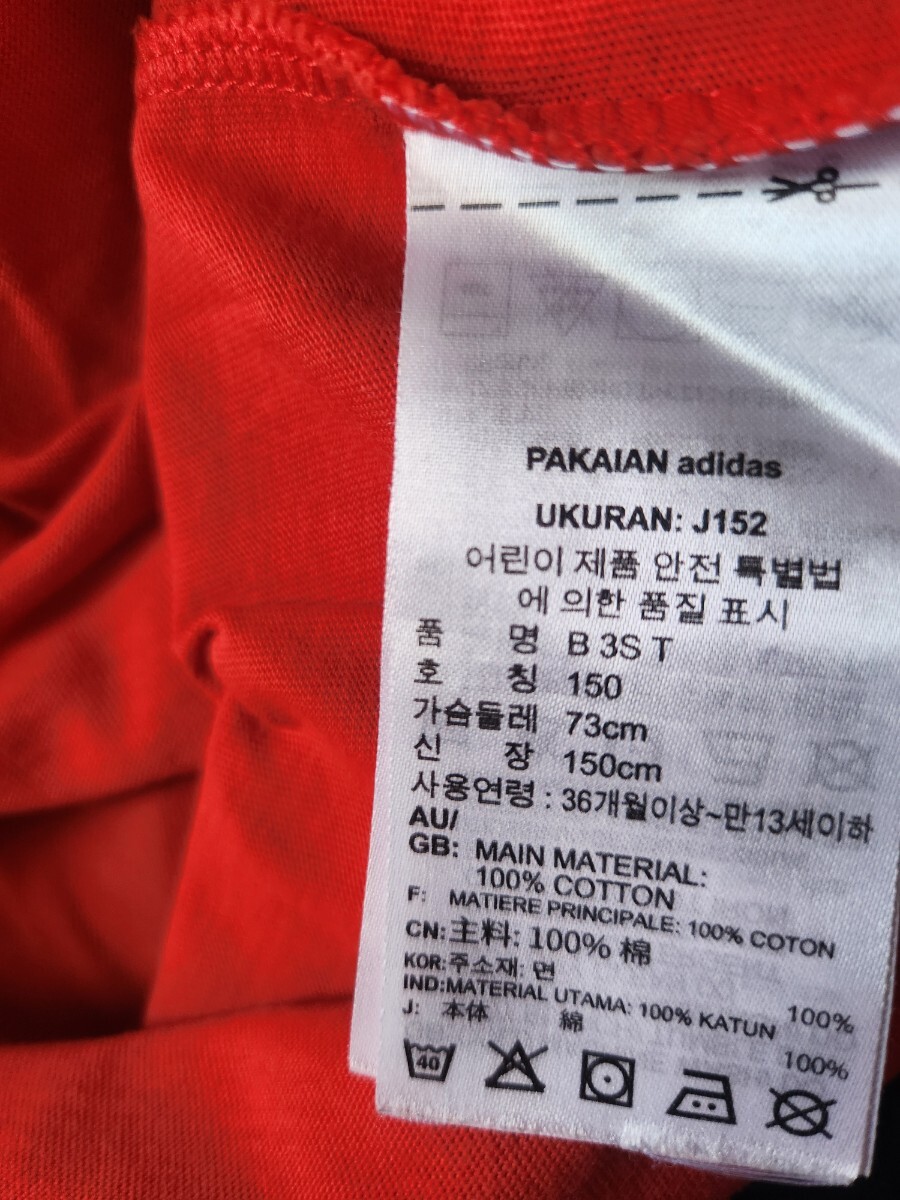 PAKAIAN adidas
UKURAN: J152
어린이 제품 안전 특별법
에 의한 품질 표시
품 명 B 3S T
호 칭 150
가슴둘레 73cm
신 장 150cm
사용연령 : 36개월이상~만13세이하
AU/
GB: MAIN MATERIAL:
100% COTTON
F: MATIERE PRINCIPALE: 100% COTON
CN: 主料: 100% 棉
KOR: 주소재: 면 100%
IND: MATERIAL UTAMA: 100% KATUN
J: 本体 綿 100%
40